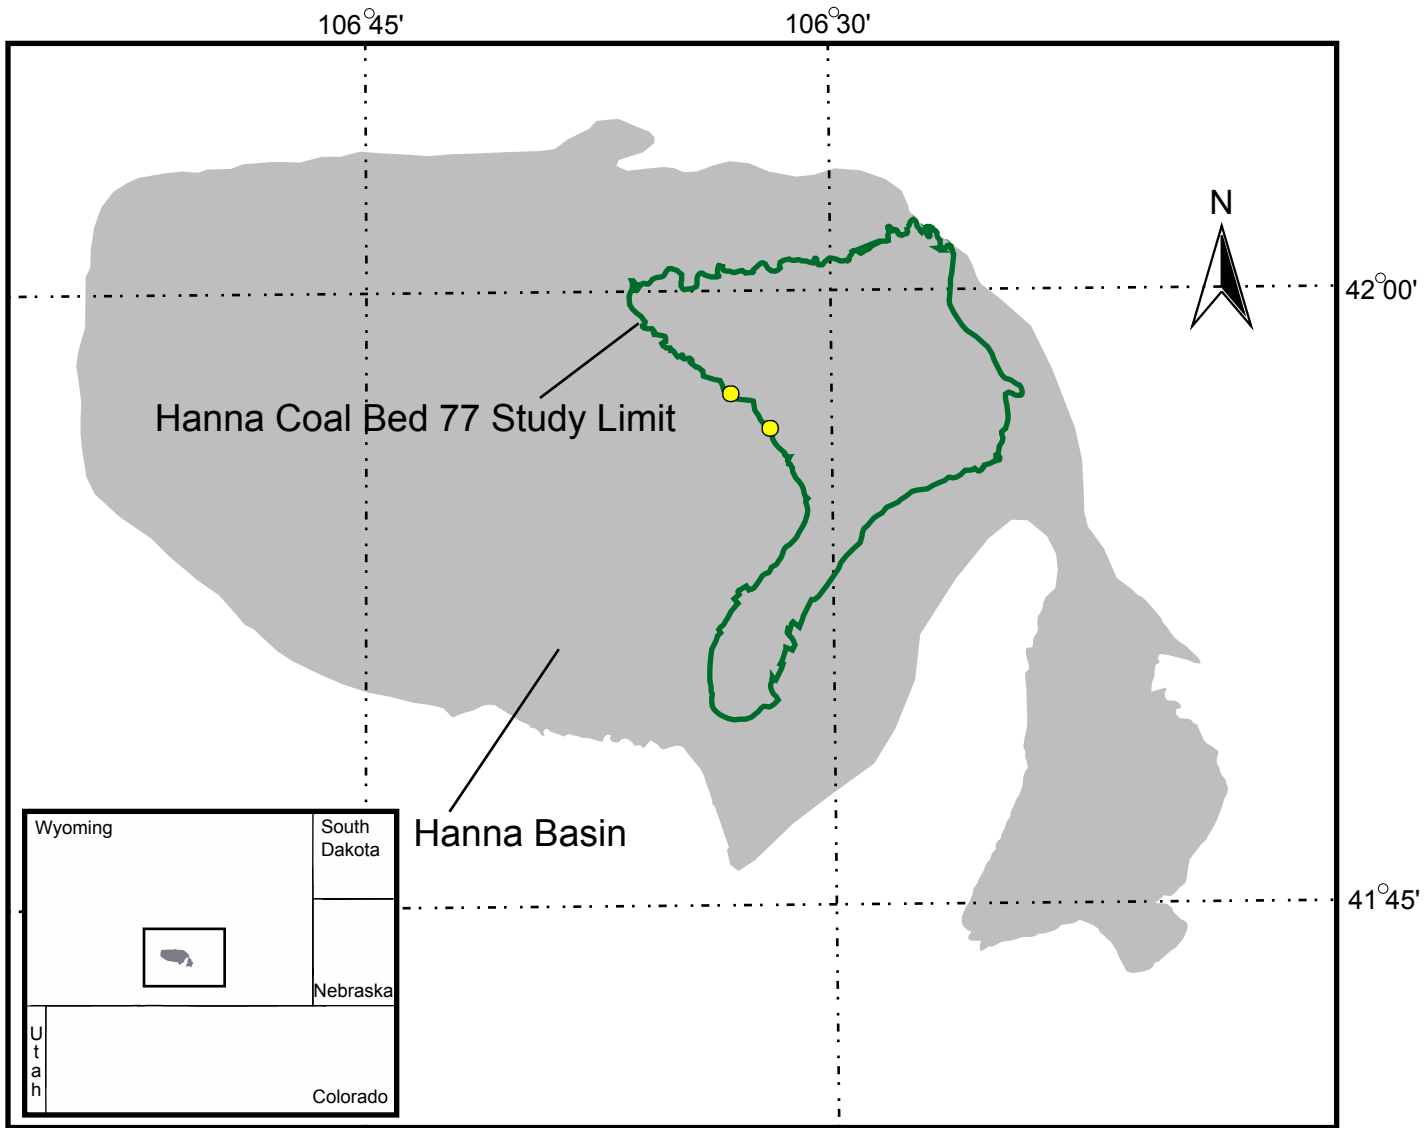 106°45'
106°30'
N
42°00'
Hanna Coal Bed 77 Study Limit
Hanna Basin
41°45'
Wyoming
South
Dakota
Nebraska
Utah
Colorado